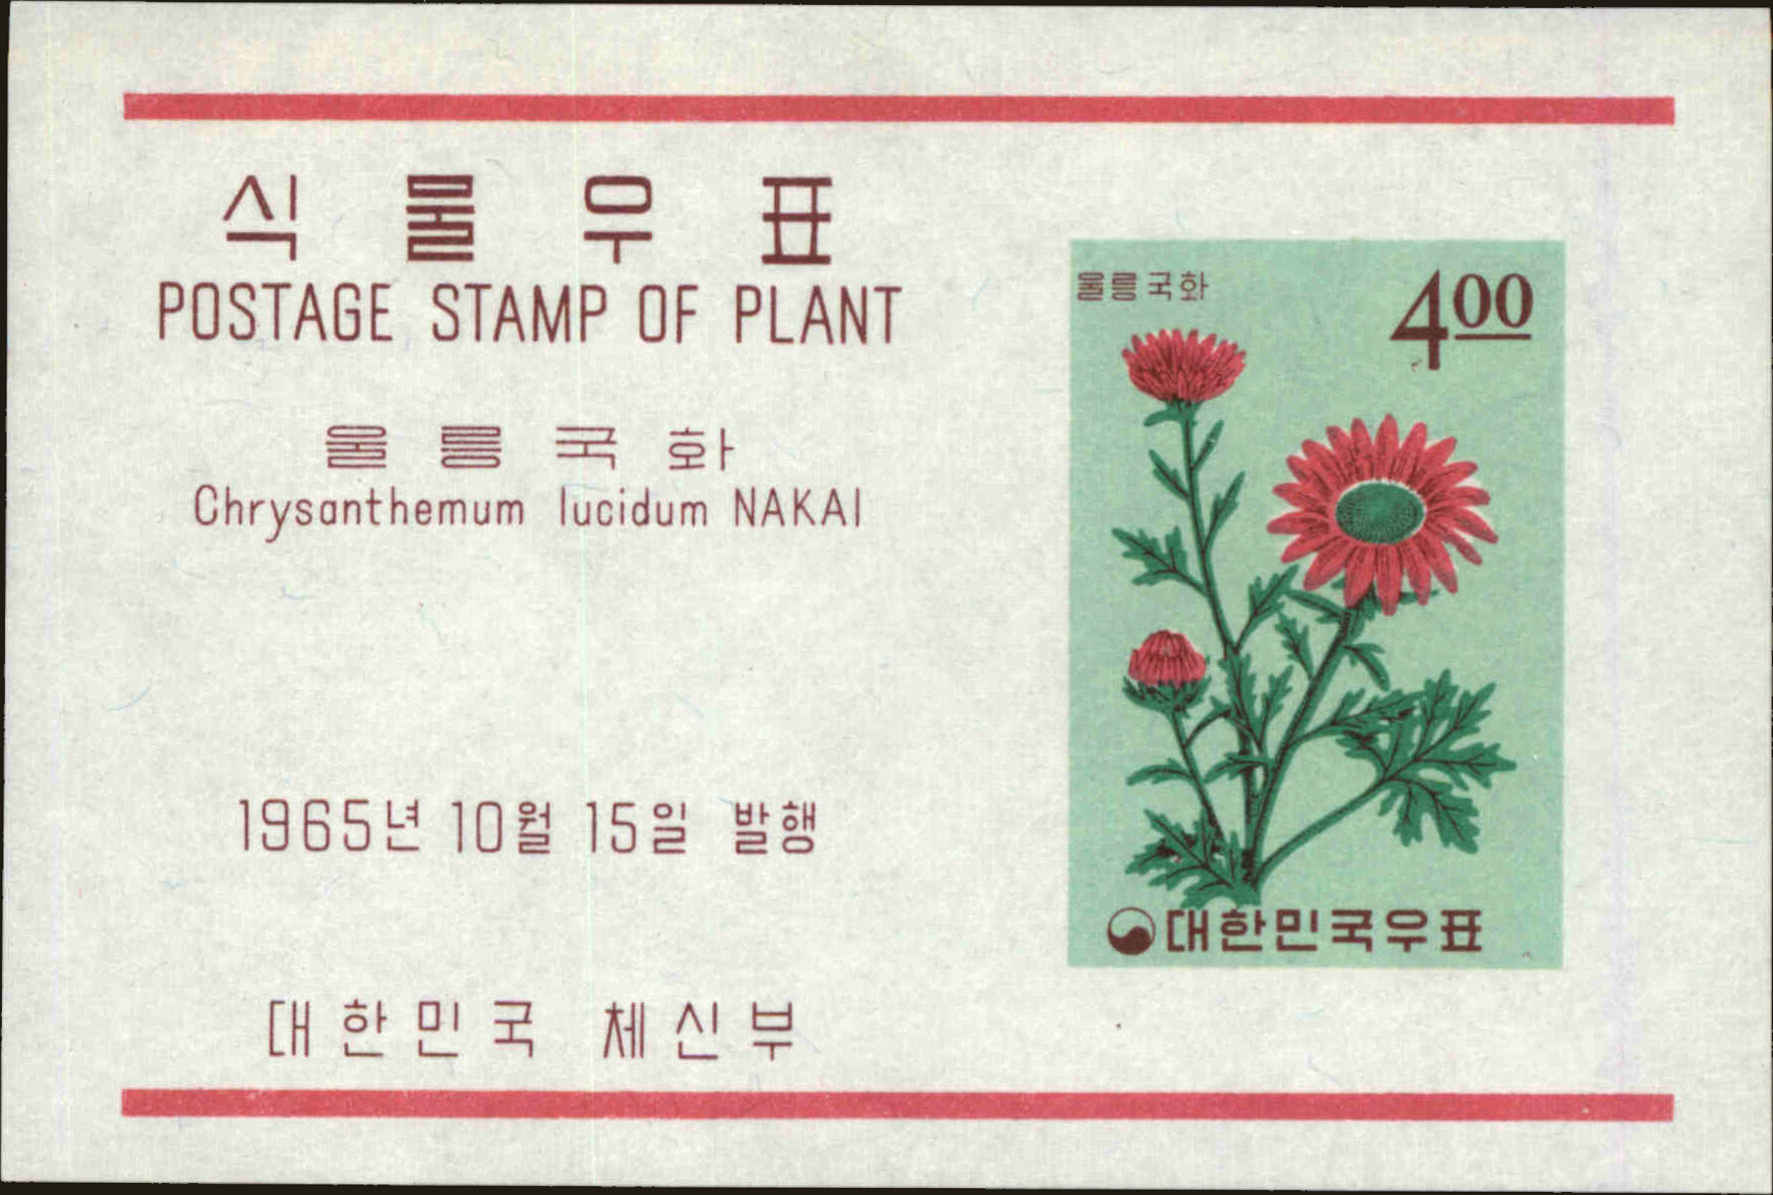 식물우표
POSTAGE STAMP OF PLANT
울릉국화
Chrysanthemum lucidum NAKAI
1965년 10월 15일 발행
대한민국 체신부
울릉국화
400
대한민국우표